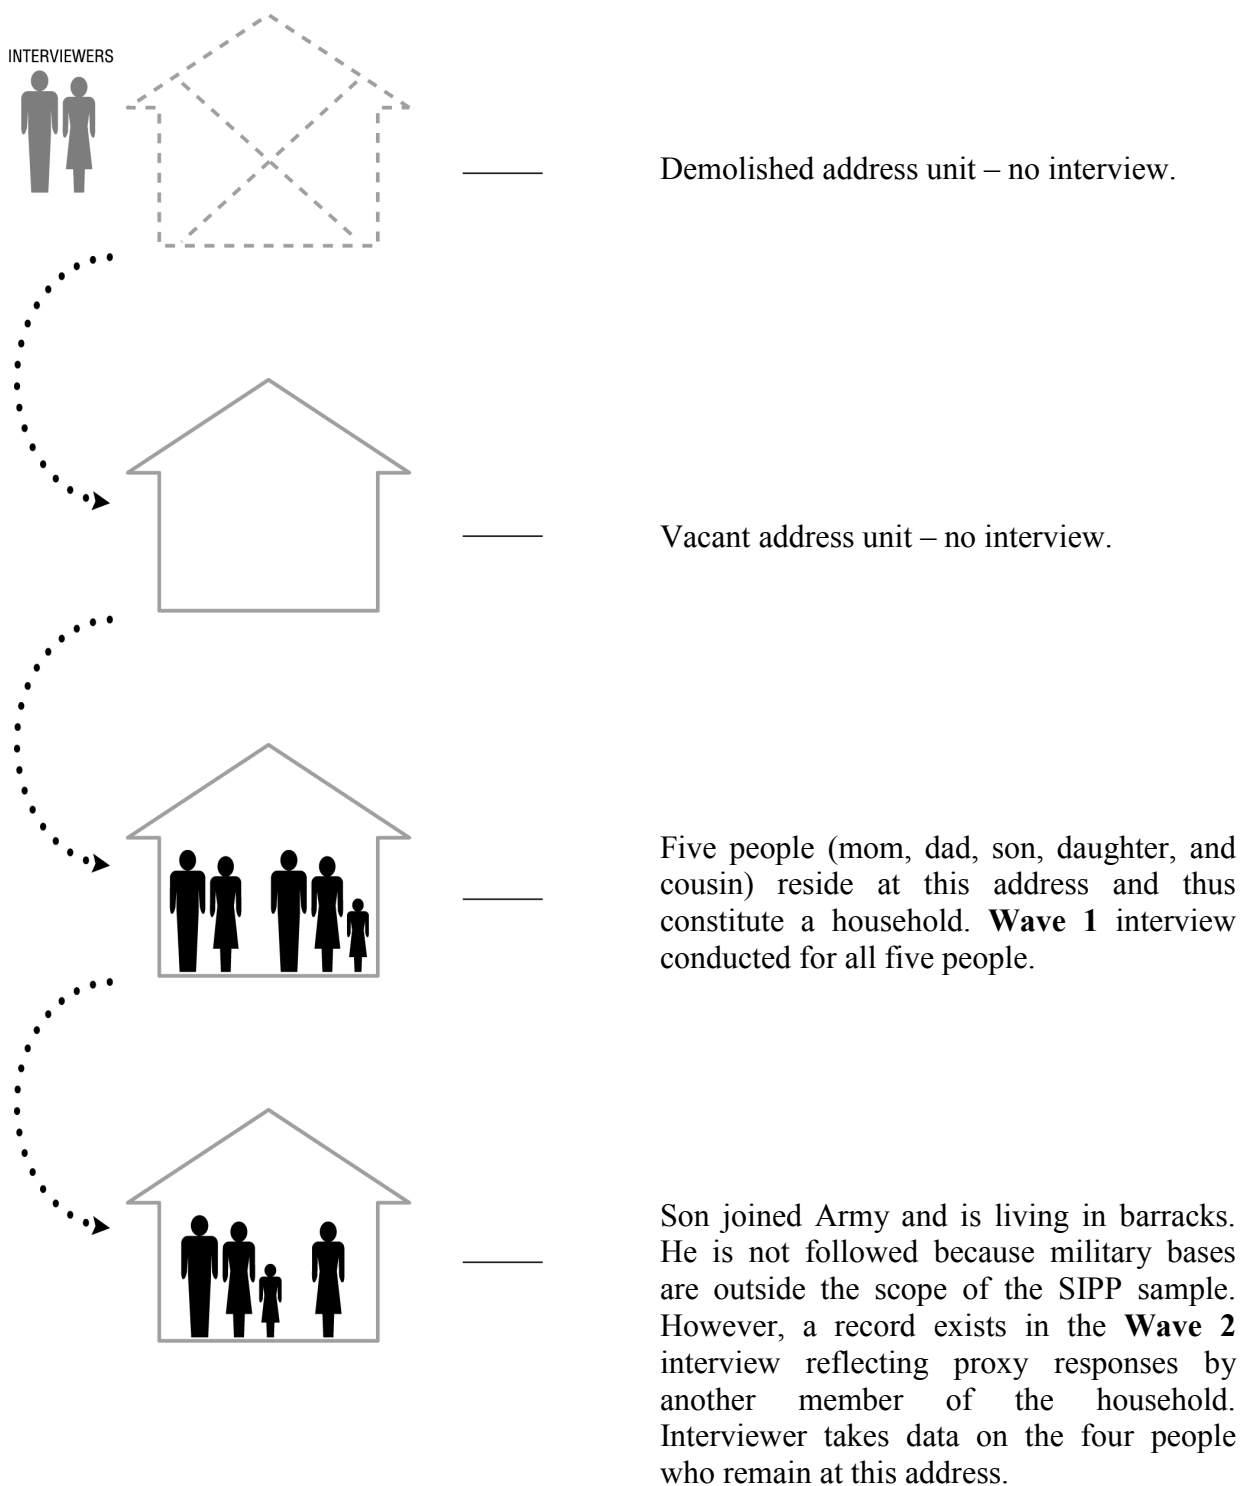 INTERVIEWERS
Demolished address unit – no interview.
Vacant address unit – no interview.
Five people (mom, dad, son, daughter, and
cousin) reside at this address and thus
constitute a household. Wave 1 interview
conducted for all five people.
Son joined Army and is living in barracks.
He is not followed because military bases
are outside the scope of the SIPP sample.
However, a record exists in the Wave 2
interview reflecting proxy responses by
another member of the household.
Interviewer takes data on the four people
who remain at this address.